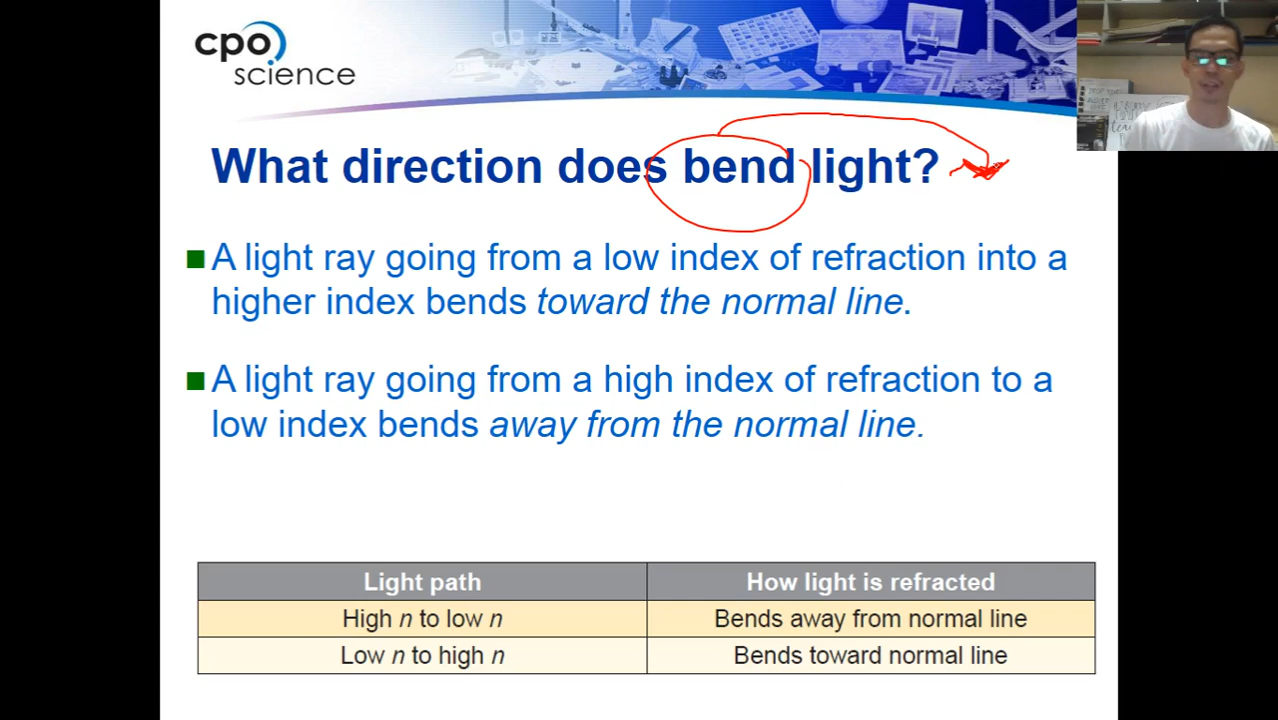 cpo
science
What direction does bend light?
A light ray going from a low index of refraction into a
higher index bends toward the normal line.
A light ray going from a high index of refraction to a
low index bends away from the normal line.
Light path How light is refracted
High n to low n Bends away from normal line
Low n to high n Bends toward normal line